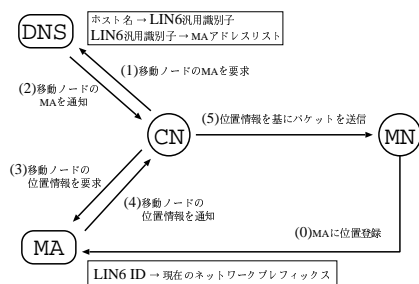 DNS
ホスト名 → LIN6汎用識別子
LIN6汎用識別子 → MAアドレスリスト
(1)移動ノードのMAを要求
(2)移動ノードの
MAを通知
CN
(5)位置情報を基にパケットを送信
MN
(3)移動ノードの
位置情報を要求
(4)移動ノードの
位置情報を通知
(0)MAに位置登録
MA
LIN6 ID → 現在のネットワークプレフィックス